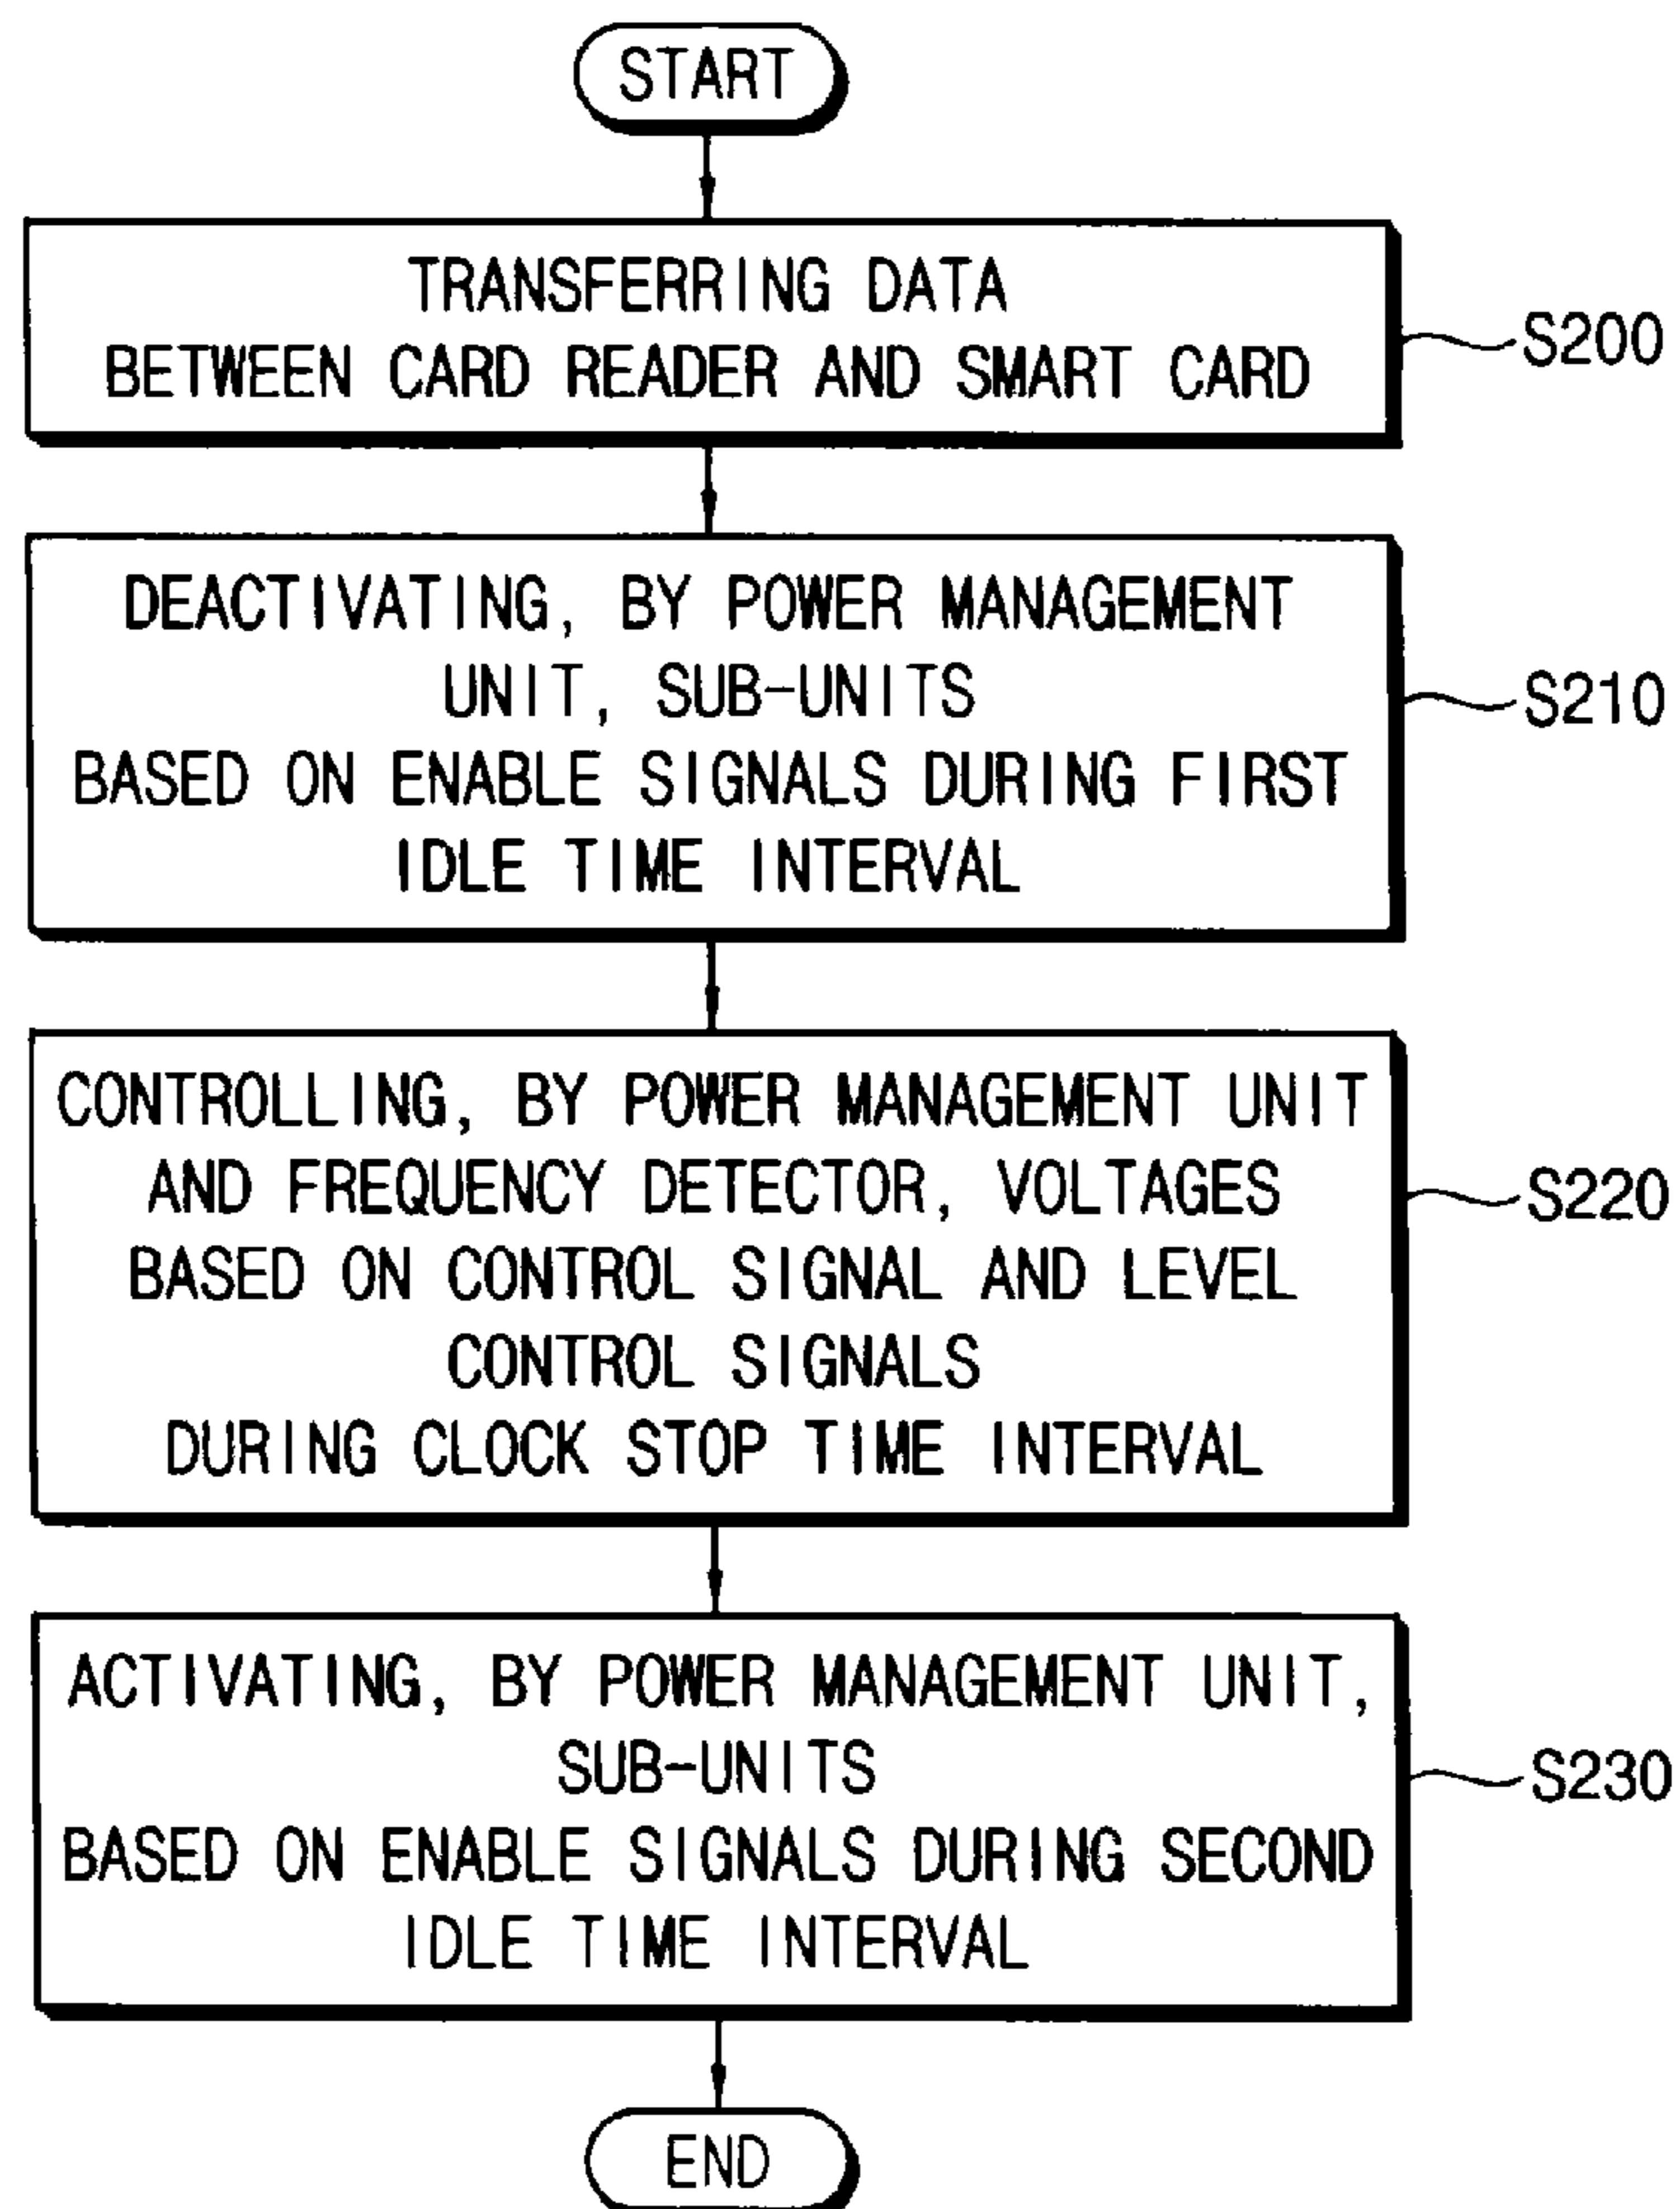 START
TRANSFERRING DATA
BETWEEN CARD READER AND SMART CARD
S200
DEACTIVATING, BY POWER MANAGEMENT
UNIT, SUB-UNITS
BASED ON ENABLE SIGNALS DURING FIRST
IDLE TIME INTERVAL
S210
CONTROLLING, BY POWER MANAGEMENT UNIT
AND FREQUENCY DETECTOR, VOLTAGES
BASED ON CONTROL SIGNAL AND LEVEL
CONTROL SIGNALS
DURING CLOCK STOP TIME INTERVAL
S220
ACTIVATING, BY POWER MANAGEMENT UNIT,
SUB-UNITS
BASED ON ENABLE SIGNALS DURING SECOND
IDLE TIME INTERVAL
S230
END